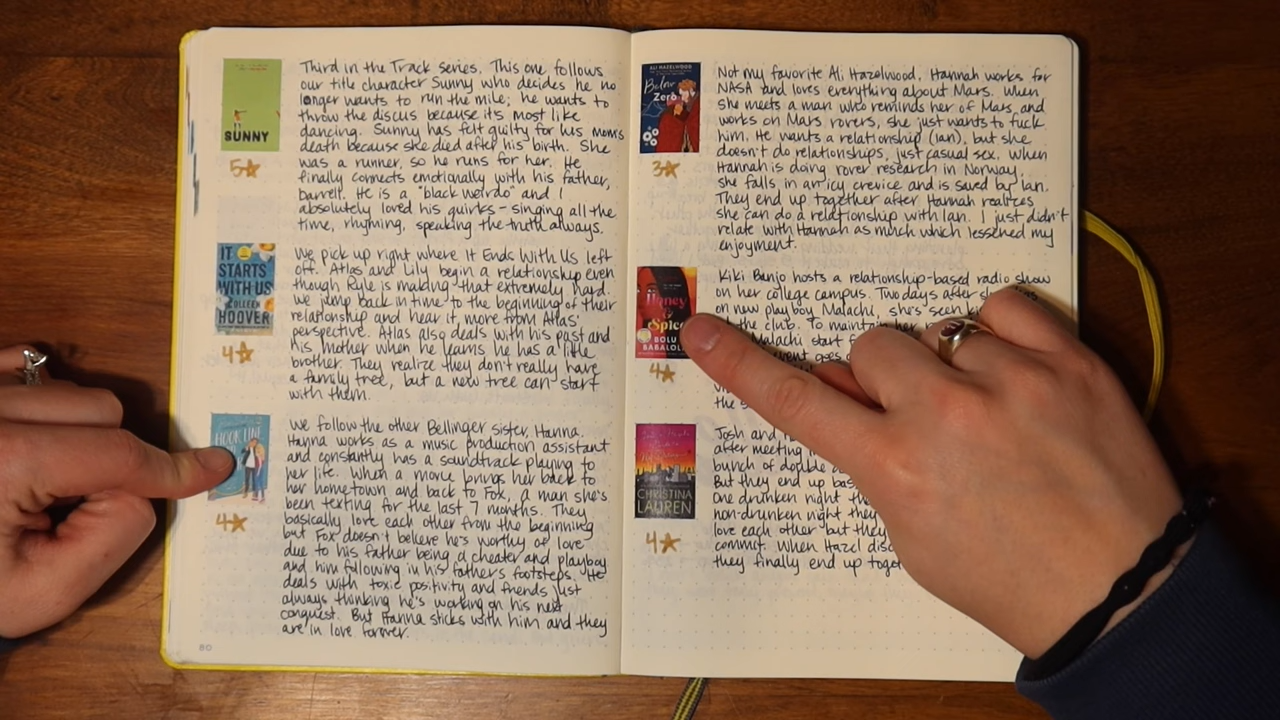 SUNNY
5
Third in the Track series. This one follows
our title character Sunny who decides he no
longer wants to run the mile; he wants to
throw the discus because its most like
dancing. Sunny has felt guilty for his moms
death because she died after his birth. She
was a runner, so he runs for her. He
finally connects emotionally with his father,
Darrell. He is a "black weirdo" and I
absolutely loved his quirks - singing all the
time, rhyming, speaking the truth always.
IT
STARTS
WITH US
COLLEEN
HOOVER
4
We pick up right where It Ends With Us left
off. Atlas and Lily begin a relationship even
though Ryle is making that extremely hard.
We jump back in time to the beginning of their
relationship and hear it more from Atlas'
perspective. Atlas also deals with his past and
his mother when he learns he has a little
brother. They realize they don't really have
a family tree, but a new tree can start
with them.
HOOK LINE
4
We follow the other Bellinger sister, Hanna.
Hanna works as a music production assistant
and constantly has a soundtrack playing to
her life. When a movie brings her back to
her hometown and back to Fox, a man she's
been texting for the last 7 months. They
basically love each other from the beginning
but Fox doesn't believe he's worthy of love
due to his father being a cheater and playboy
and him following in his father's footsteps. He
deals with toxic positivity and friends just
always thinking he's working on his next
conquest. But Hanna sticks with him and they
are in love forever.
80
ALI HAZELWOOD
Below
Zero
3
Not my favorite Ali Hazelwood. Hannah works for
NASA and loves everything about Mars. When
she meets a man who reminds her of Mars and
works on Mars rovers, she just wants to fuck
him. He wants a relationship (Ian), but she
doesn't do relationships, just casual sex. When
Hannah is doing rover research in Norway,
she falls in an icy crevice and is saved by Ian.
They end up together after Hannah realizes
she can do a relationship with Ian. I just didn't
relate with Hannah as much which lessened my
enjoyment.
Honey
&
Spice
BOLU
BABALOLA
4
Kiki Banjo hosts a relationship-based radio show
on her college campus. Two days after
on new playboy Malachi, she's seen
the club. To maintain her
Malachi start
event goes
the
CHRISTINA
LAUREN
4
Josh and
after meeting
bunch of double
But they end up
One drunken night
non-drunken night they
love each other but they
commit. When Hazel
they finally end up